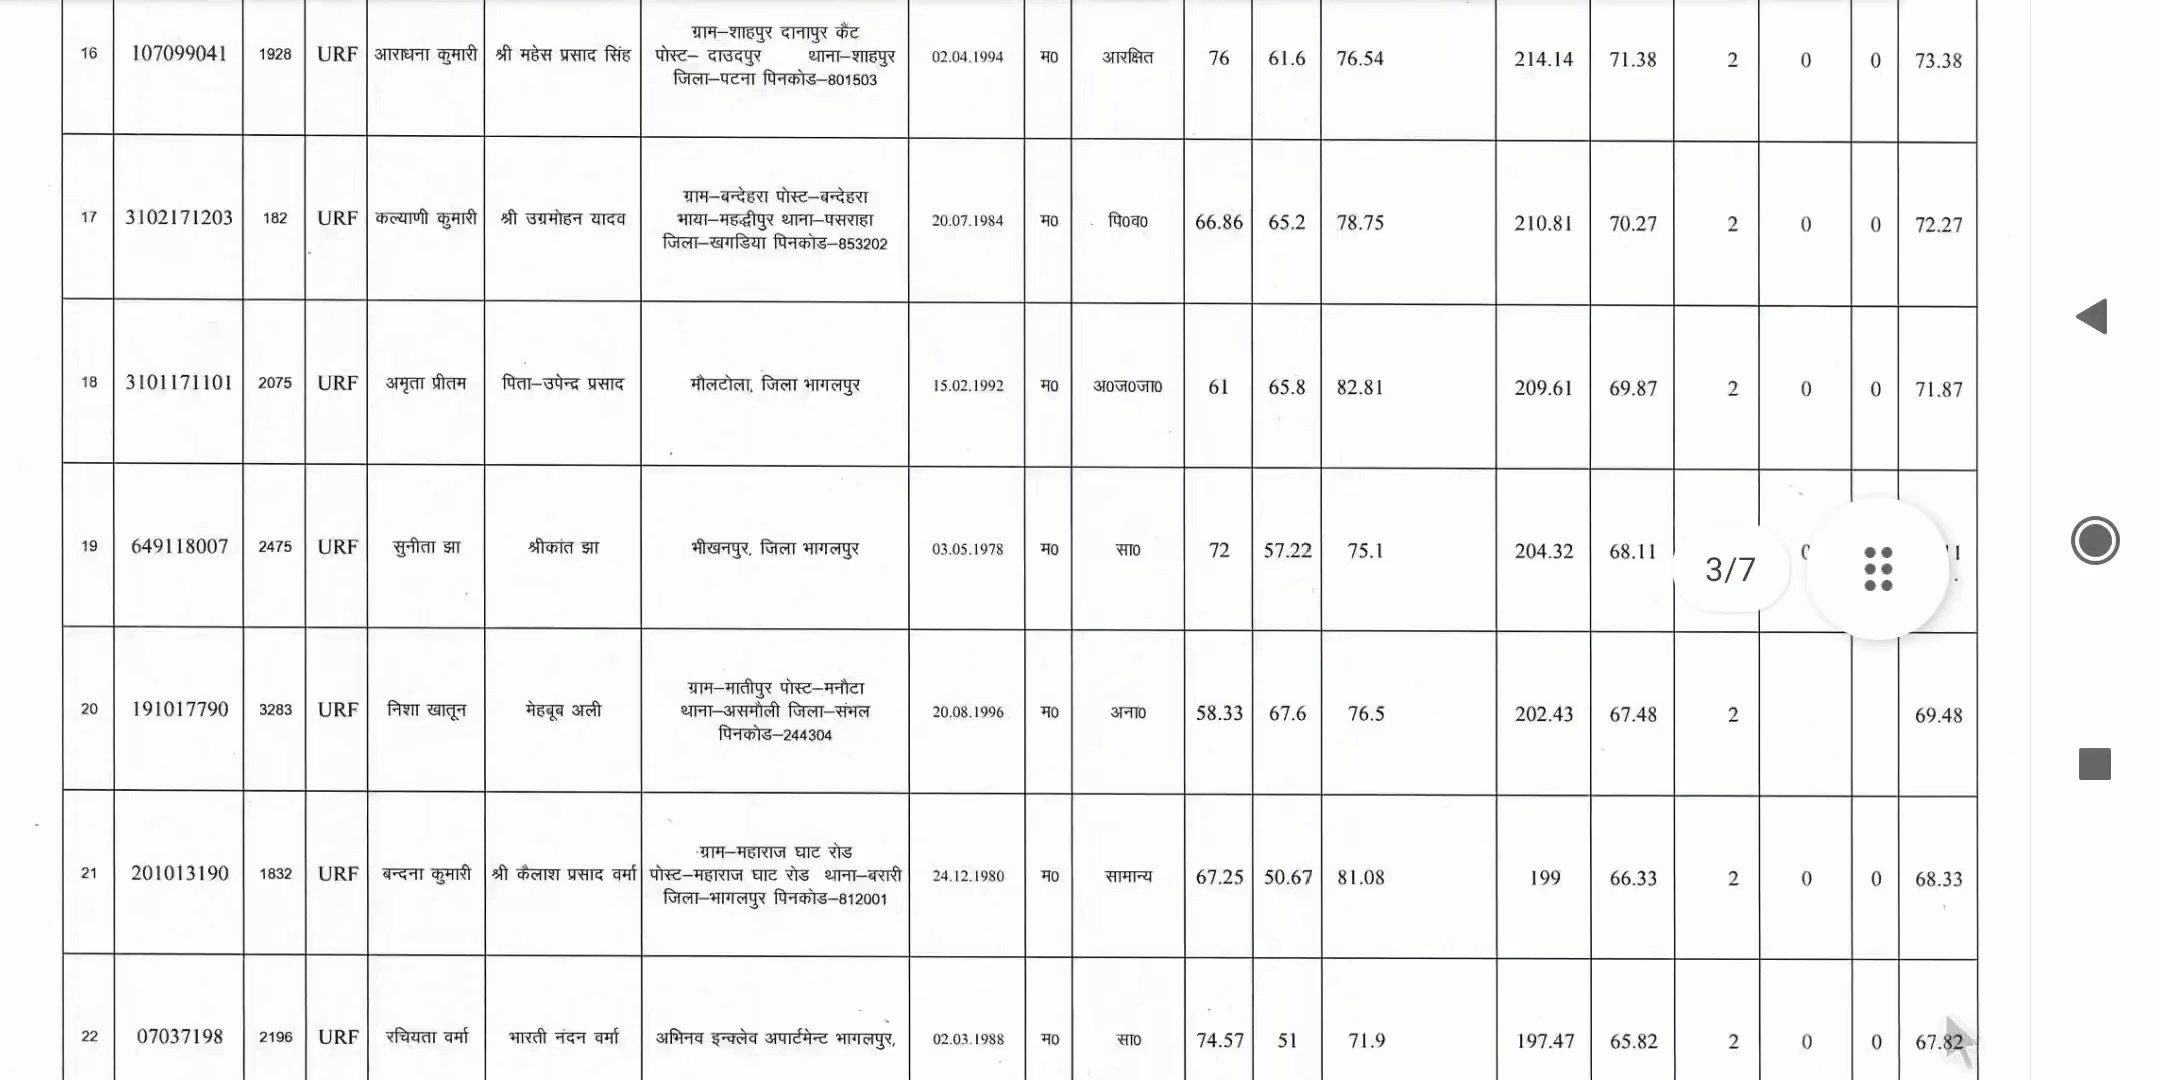 16 107099041 1928 URF आराधना कुमारी श्री महेस प्रसाद सिंह ग्राम–शाहपुर दानापुर कैंट
पोस्ट– दाउदपुर थाना–शाहपुर
जिला–पटना पिनकोड–801503 02.04.1994 म0 आरक्षित 76 61.6 76.54 214.14 71.38 2 0 0 73.38
17 3102171203 182 URF कल्याणी कुमारी श्री उग्रमोहन यादव ग्राम–बन्देहरा पोस्ट–बन्देहरा
भाया–महद्धीपुर थाना–पसराहा
जिला–खगडिया पिनकोड–853202 20.07.1984 म0 पि0व0 66.86 65.2 78.75 210.81 70.27 2 0 0 72.27
18 3101171101 2075 URF अमृता प्रीतम पिता–उपेन्द्र प्रसाद मौलटोला, जिला भागलपुर 15.02.1992 म0 अ0ज0जा0 61 65.8 82.81 209.61 69.87 2 0 0 71.87
19 649118007 2475 URF सुनीता झा श्रीकांत झा भीखनपुर, जिला भागलपुर 03.05.1978 म0 सा0 72 57.22 75.1 204.32 68.11
3/7
20 191017790 3283 URF निशा खातून मेहबूब अली ग्राम–मातीपुर पोस्ट–मनौटा
थाना–असमौली जिला–संभल
पिनकोड–244304 20.08.1996 म0 अना0 58.33 67.6 76.5 202.43 67.48 2 69.48
21 201013190 1832 URF बन्दना कुमारी श्री कैलाश प्रसाद वर्मा ग्राम–महाराज घाट रोड
पोस्ट–महाराज घाट रोड थाना–बरारी
जिला–भागलपुर पिनकोड–812001 24.12.1980 म0 सामान्य 67.25 50.67 81.08 199 66.33 2 0 0 68.33
22 07037198 2196 URF रचियता वर्मा भारती नंदन वर्मा अभिनव इन्क्लेव अपार्टमेन्ट भागलपुर, 02.03.1988 म0 सा0 74.57 51 71.9 197.47 65.82 2 0 0 67.82